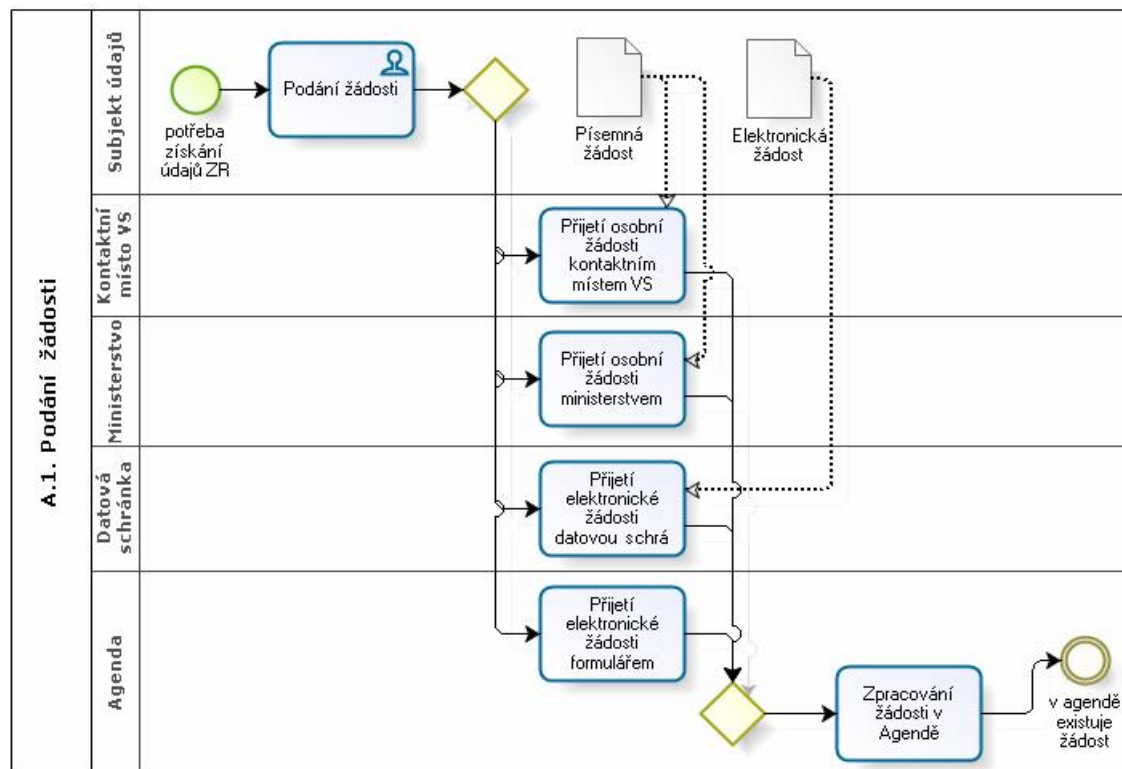 A.1. Podání žádosti
Subjekt údajů
potřeba
získání
údajů ZR
Podání žádosti
Písemná
žádost
Elektronická
žádost
Kontaktní
místo VS
Přijetí osobní
žádosti
kontaktním
místem VS
Ministerstvo
Přijetí osobní
žádosti
ministerstvem
Datová
schránka
Přijetí
elektronické
žádosti
datovou schrá
Agenda
Přijetí
elektronické
žádosti
formulářem
Zpracování
žádosti v
Agendě
v agendě
existuje
žádost